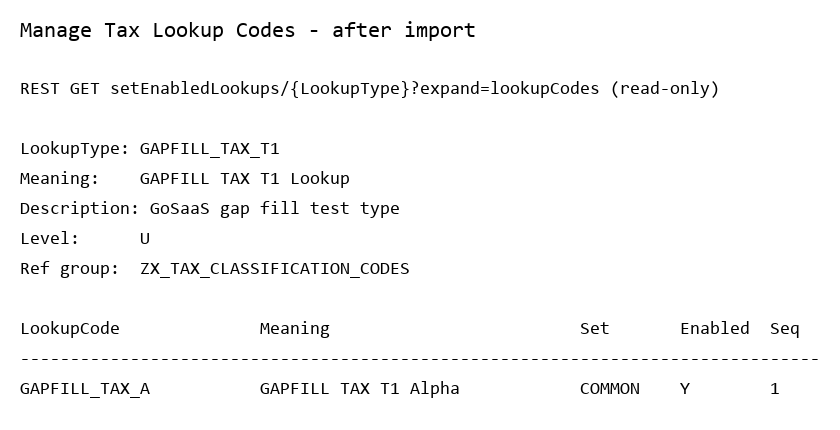 Manage Tax Lookup Codes - after import
REST GET setEnabledLookups/{LookupType}?expand=lookupCodes (read-only)
LookupType: GAPFILL_TAX_T1
Meaning:    GAPFILL TAX T1 Lookup
Description: GoSaaS gap fill test type
Level:      U
Ref group:  ZX_TAX_CLASSIFICATION_CODES
LookupCode              Meaning                         Set       Enabled  Seq
--------------------------------------------------------------------------------
GAPFILL_TAX_A           GAPFILL TAX T1 Alpha            COMMON    Y        1